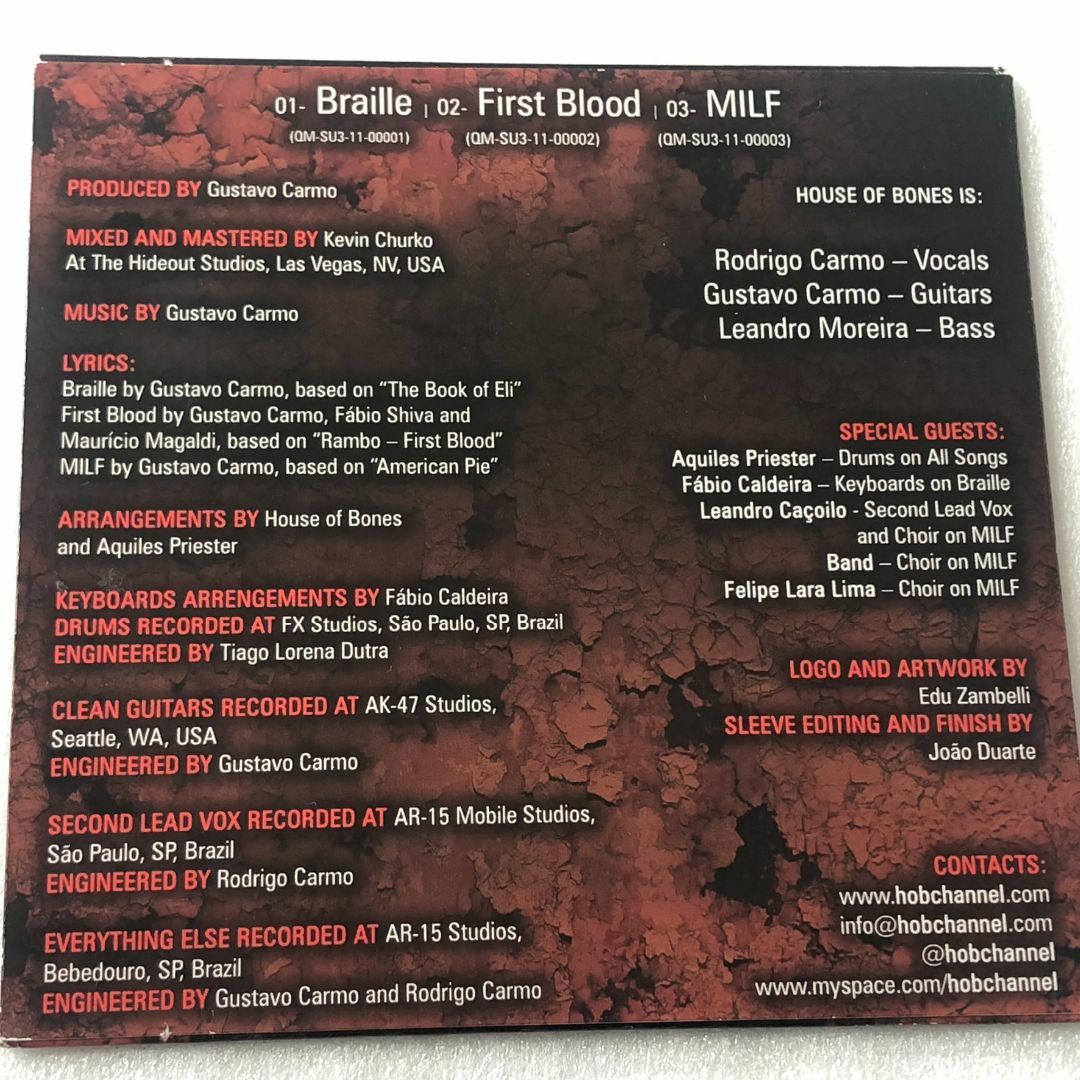 01- Braille | 02- First Blood | 03- MILF
(QM-SU3-11-00001) (QM-SU3-11-00002) (QM-SU3-11-00003)
PRODUCED BY Gustavo Carmo
MIXED AND MASTERED BY Kevin Churko
At The Hideout Studios, Las Vegas, NV, USA
MUSIC BY Gustavo Carmo
LYRICS:
Braille by Gustavo Carmo, based on “The Book of Eli”
First Blood by Gustavo Carmo, Fábio Shiva and
Maurício Magaldi, based on “Rambo – First Blood”
MILF by Gustavo Carmo, based on “American Pie”
ARRANGEMENTS BY House of Bones
and Aquiles Priester
KEYBOARDS ARRENGEMENTS BY Fábio Caldeira
DRUMS RECORDED AT FX Studios, São Paulo, SP, Brazil
ENGINEERED BY Tiago Lorena Dutra
CLEAN GUITARS RECORDED AT AK-47 Studios,
Seattle, WA, USA
ENGINEERED BY Gustavo Carmo
SECOND LEAD VOX RECORDED AT AR-15 Mobile Studios,
São Paulo, SP, Brazil
ENGINEERED BY Rodrigo Carmo
EVERYTHING ELSE RECORDED AT AR-15 Studios,
Bebedouro, SP, Brazil
ENGINEERED BY Gustavo Carmo and Rodrigo Carmo
HOUSE OF BONES IS:
Rodrigo Carmo – Vocals
Gustavo Carmo – Guitars
Leandro Moreira – Bass
SPECIAL GUESTS:
Aquiles Priester – Drums on All Songs
Fábio Caldeira – Keyboards on Braille
Leandro Caçoilo - Second Lead Vox
and Choir on MILF
Band – Choir on MILF
Felipe Lara Lima – Choir on MILF
LOGO AND ARTWORK BY
Edu Zambelli
SLEEVE EDITING AND FINISH BY
João Duarte
CONTACTS:
www.hobchannel.com
info@hobchannel.com
@hobchannel
www.myspace.com/hobchannel